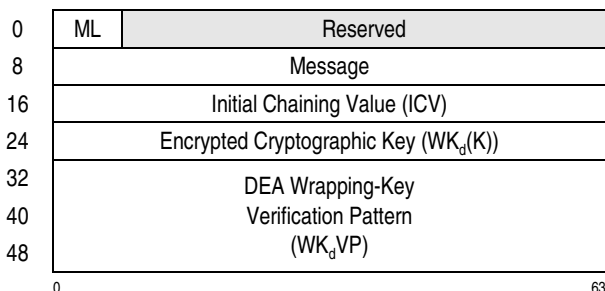 0 ML Reserved
8 Message
16 Initial Chaining Value (ICV)
24 Encrypted Cryptographic Key (WKd(K))
32 DEA Wrapping-Key
40 Verification Pattern
48 (WKdVP)
0 63